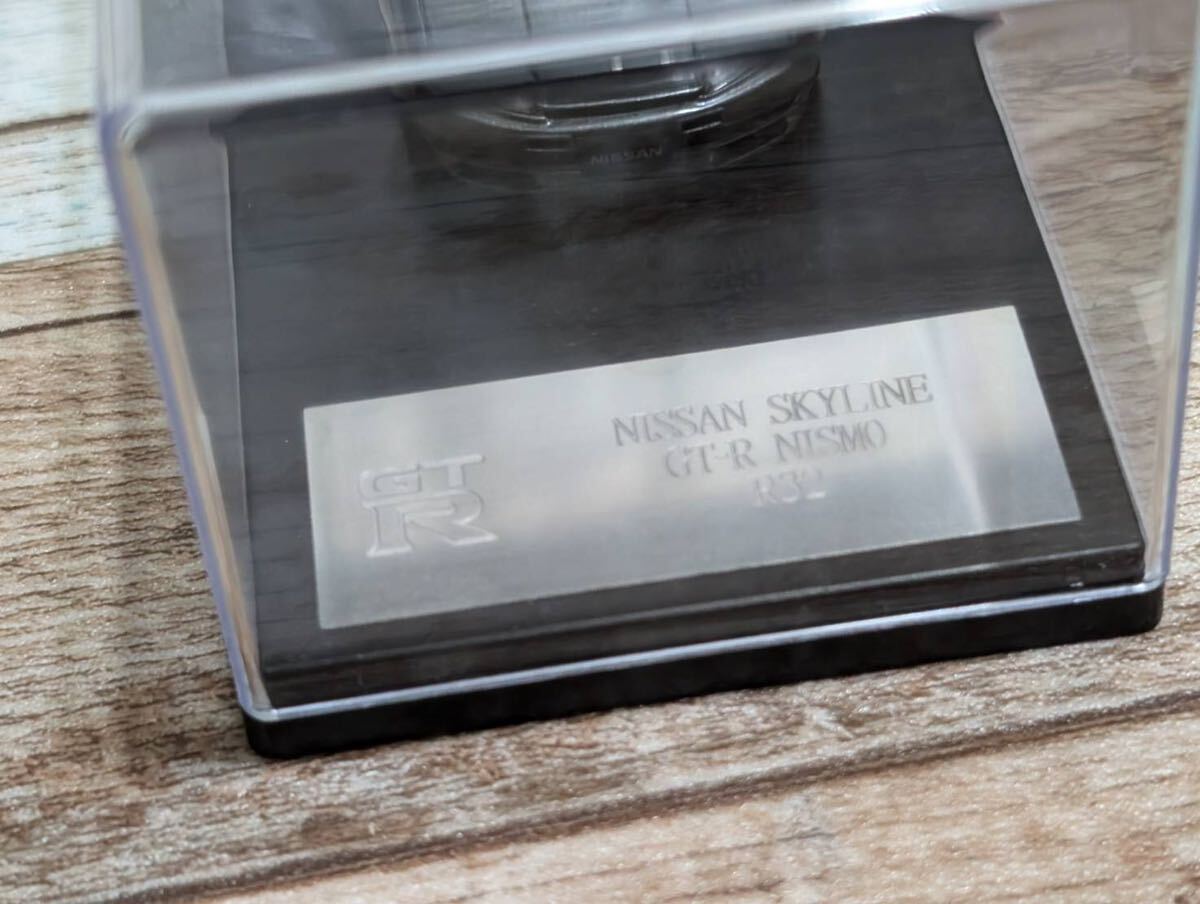 NISSAN
NISSAN SKYLINE
GT-R NISMO
R32
GT
R